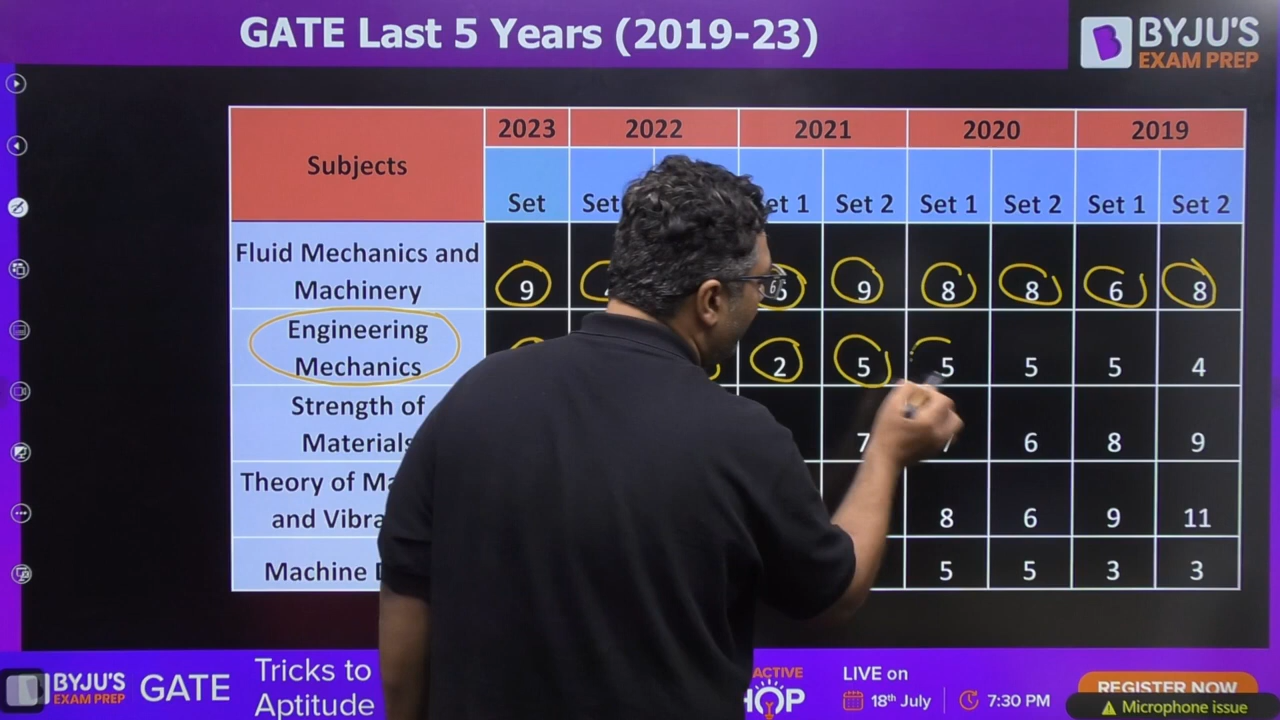 GATE Last 5 Years (2019-23)
BYJU'S
EXAM PREP
Subjects 2023 2022 2021 2020 2019
Set Set 1 Set 2 Set 1 Set 2 Set 1 Set 2
Fluid Mechanics and
Machinery 9 9 8 8 6 8
Engineering
Mechanics 2 5 5 5 5 4
Strength of
Materials 7 6 8 9
Theory of
and 8 6 9 11
Machine 5 5 3 3
BYJU'S
EXAM PREP
GATE
Tricks to
Aptitude
LIVE on
18th July 7:30 PM
REGISTER NOW
Microphone issue